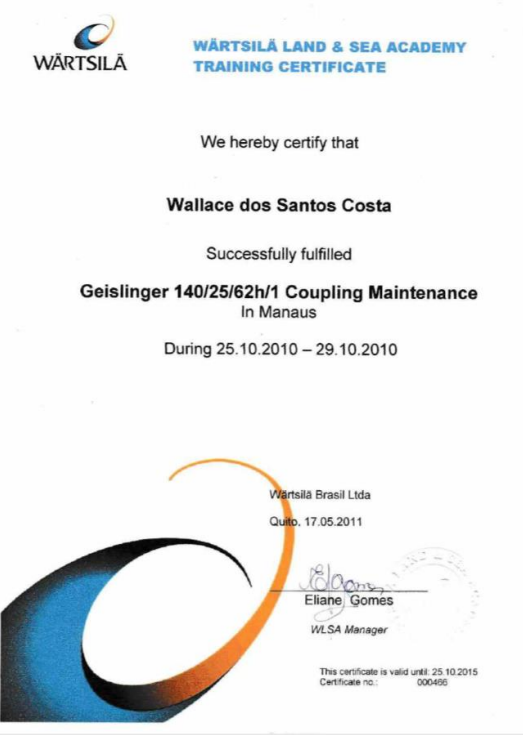 WÄRTSILÄ
WÄRTSILÄ LAND & SEA ACADEMY
TRAINING CERTIFICATE
We hereby certify that
Wallace dos Santos Costa
Successfully fulfilled
Geislinger 140/25/62h/1 Coupling Maintenance
In Manaus
During 25.10.2010 – 29.10.2010
Wärtsilä Brasil Ltda
Quito, 17.05.2011
Eliane Gomes
WLSA Manager
This certificate is valid until: 25.10.2015
Certificate no.: 000466